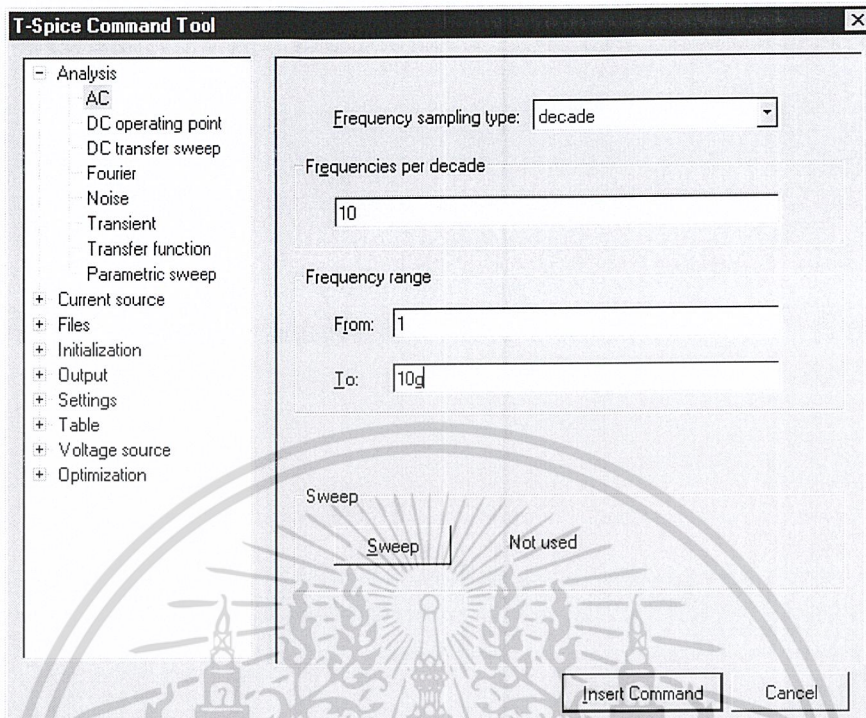 T-Spice Command Tool
Analysis
AC
DC operating point
DC transfer sweep
Fourier
Noise
Transient
Transfer function
Parametric sweep
Current source
Files
Initialization
Output
Settings
Table
Voltage source
Optimization
Frequency sampling type: decade
Frequencies per decade
10
Frequency range
From: 1
To: 10g
Sweep
Sweep Not used
Insert Command Cancel